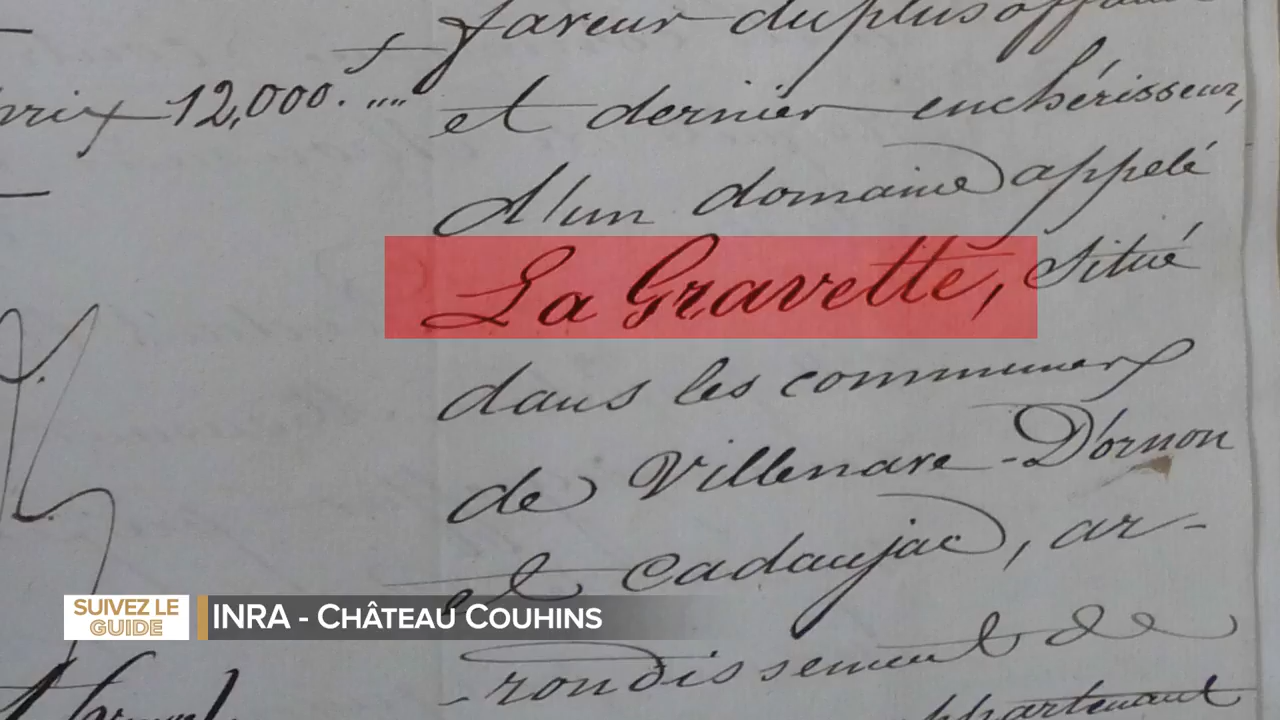 faveur du plus offrant
prix 12,000. f
et dernier enchérisseur,
d'un domaine appelé
La Gravette, situé
dans les communes
de Villenave-D'ornon
et Cadaujac, ar-
SUIVEZ LE
GUIDE
INRA - CHÂTEAU COUHINS
-rondissement de
appartenant